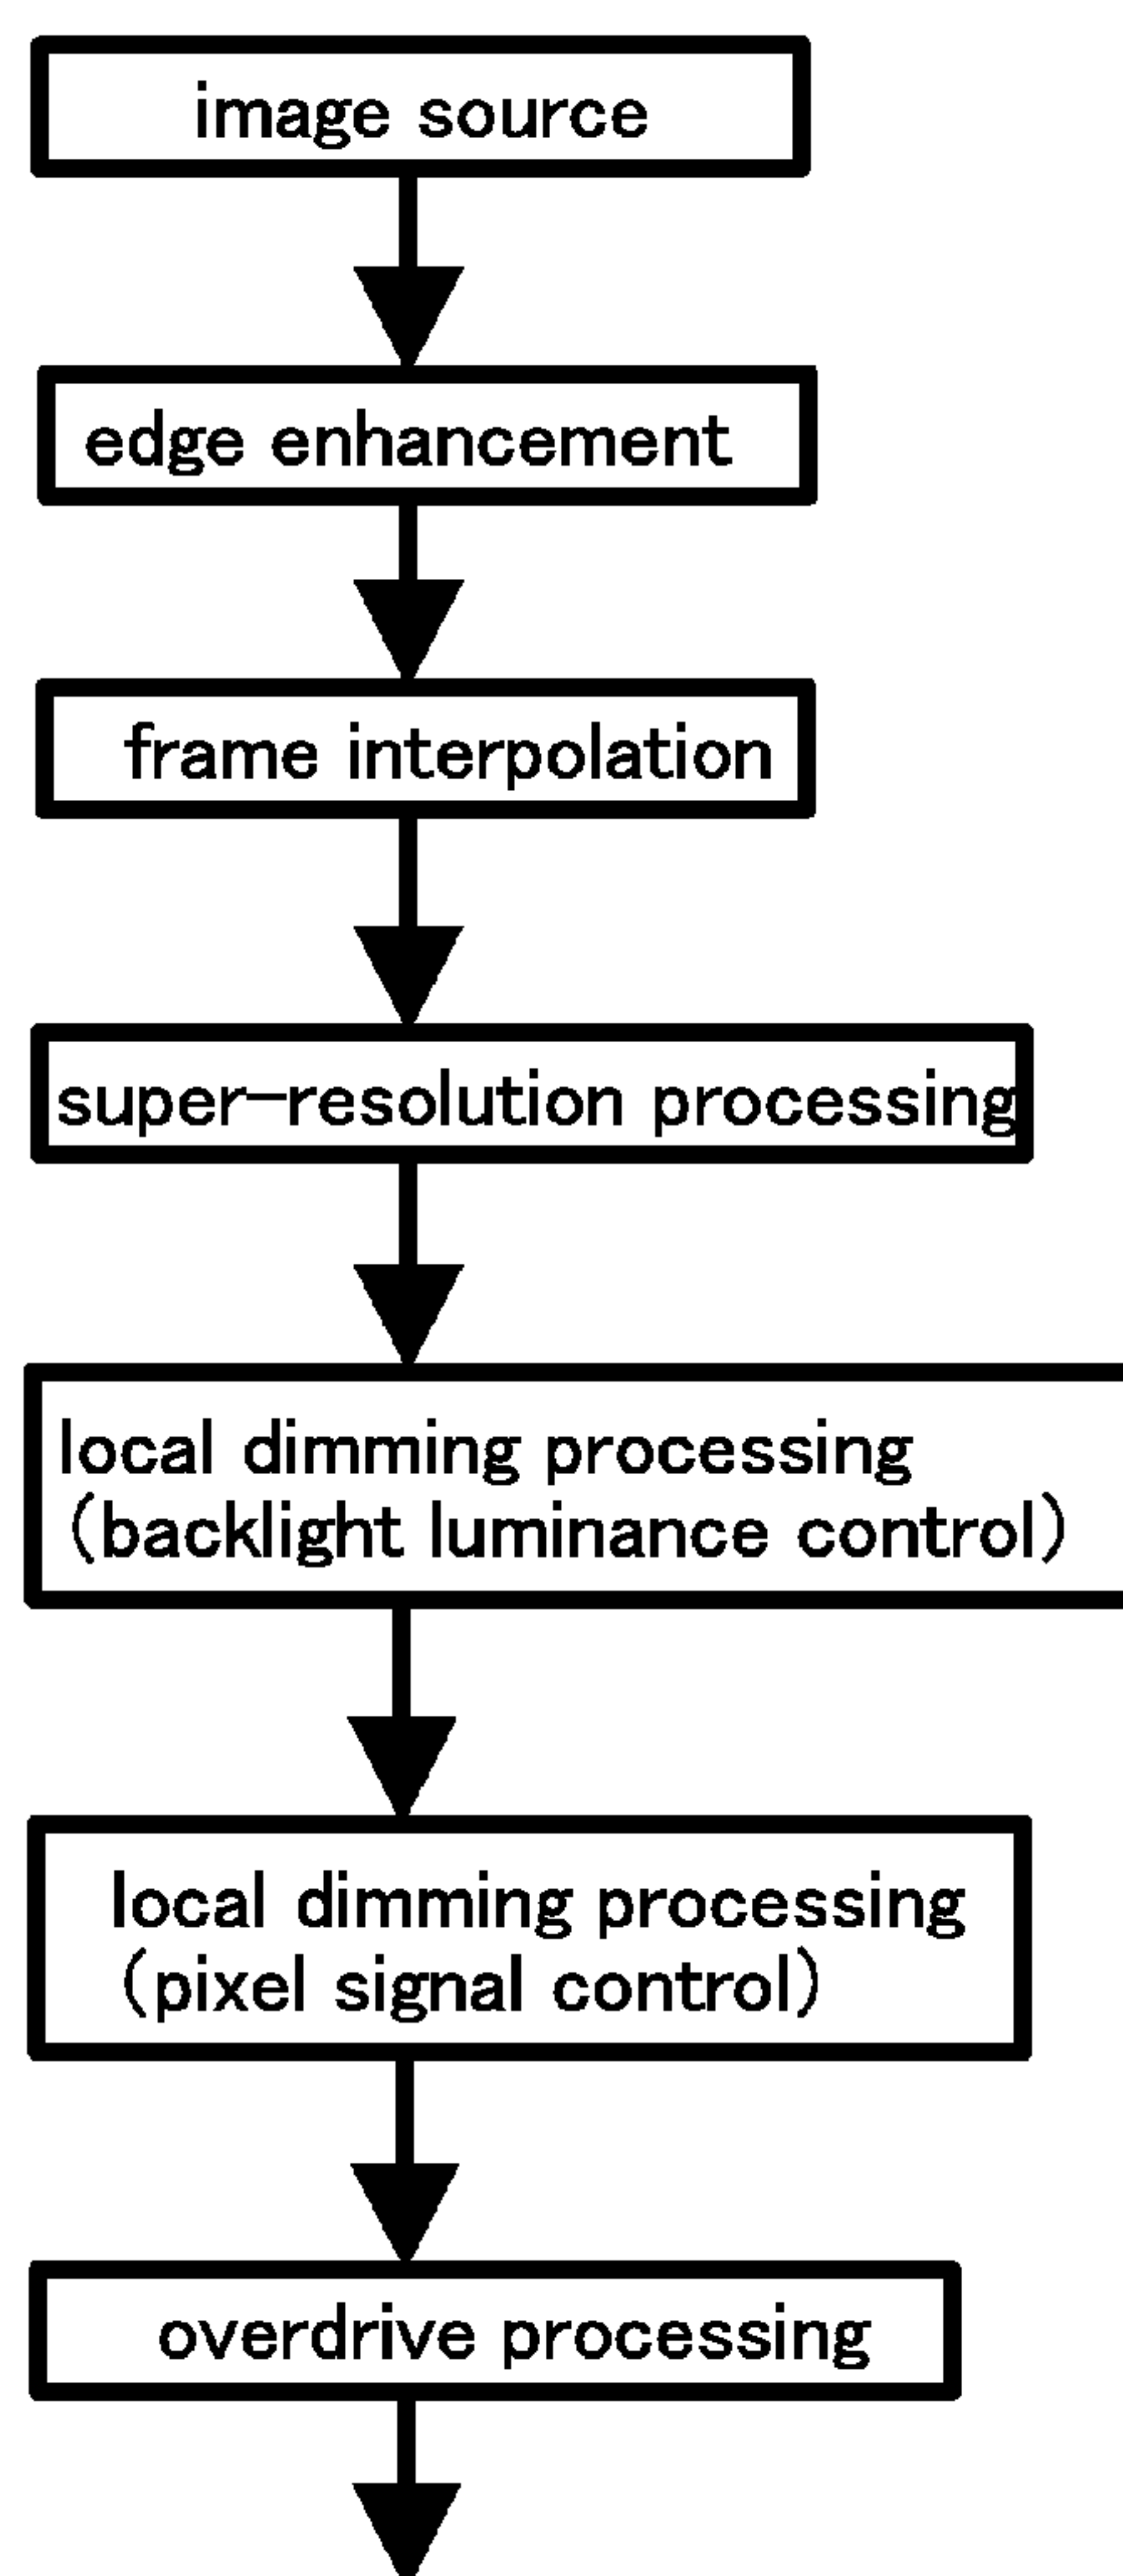 image source
edge enhancement
frame interpolation
super-resolution processing
local dimming processing
(backlight luminance control)
local dimming processing
(pixel signal control)
overdrive processing